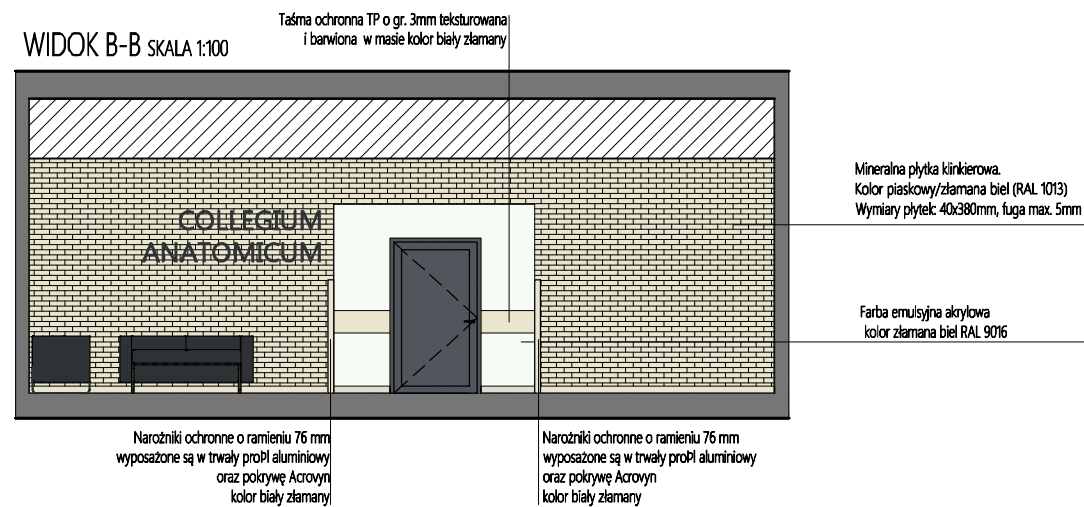 Taśma ochronna TP o gr. 3mm teksturowana
i barwiona w masie kolor biały złamany
WIDOK B-B SKALA 1:100
Mineralna płytka klinkierowa.
Kolor piaskowy/złamana biel (RAL 1013)
Wymiary płytek: 40x380mm, fuga max. 5mm
COLLEGIUM
ANATOMICUM
Farba emulsyjna akrylowa
kolor złamana biel RAL 9016
Narożniki ochronne o ramieniu 76 mm
wyposażone są w trwały proÞl aluminiowy
oraz pokrywę Acrovyn
kolor biały złamany
Narożniki ochronne o ramieniu 76 mm
wyposażone są w trwały proÞl aluminiowy
oraz pokrywę Acrovyn
kolor biały złamany